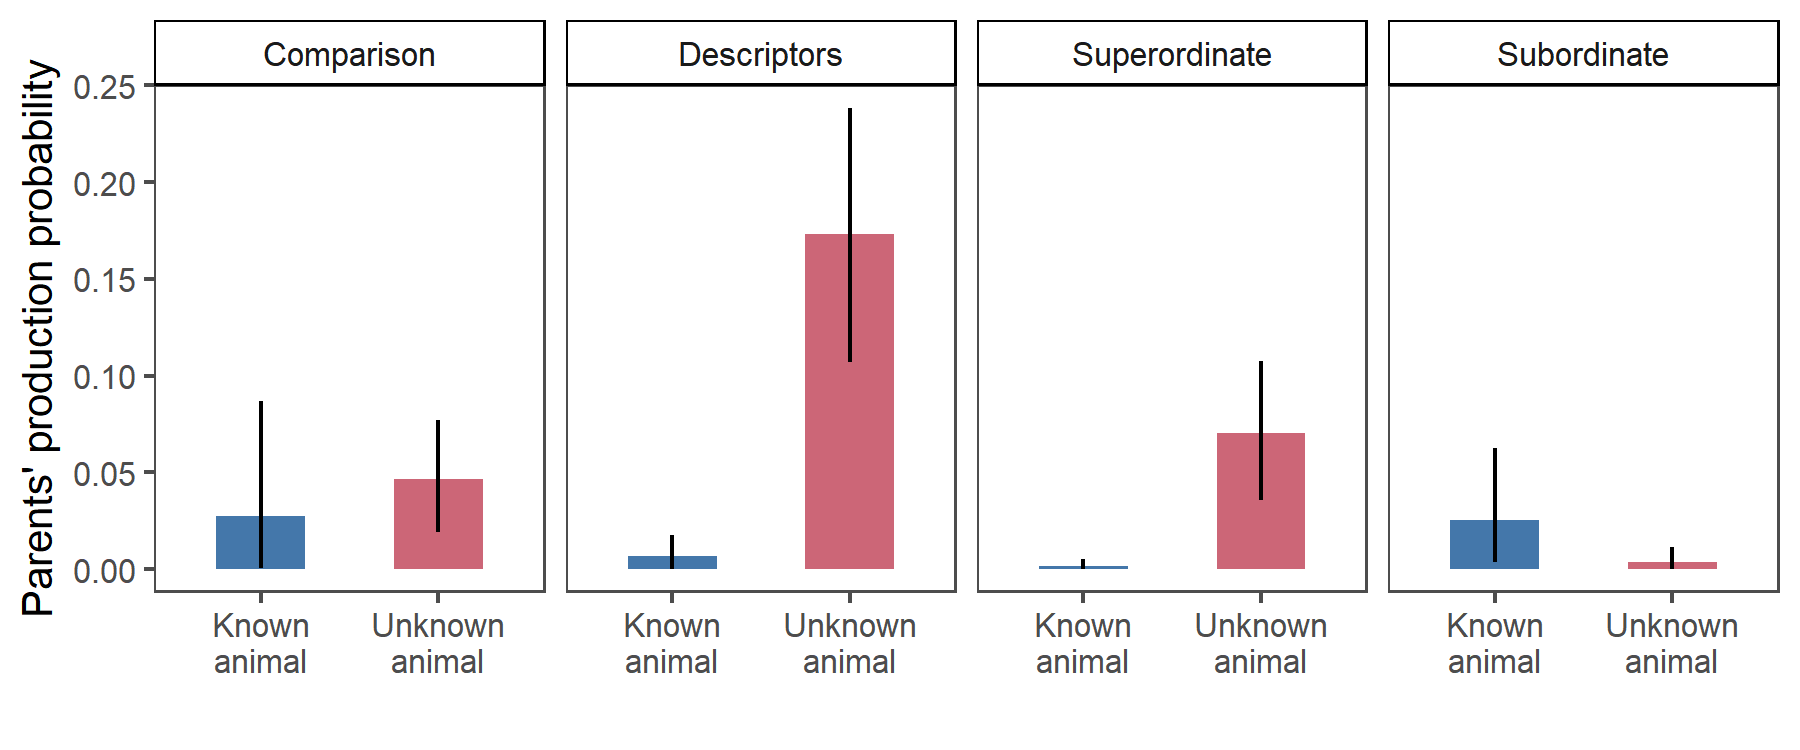 Comparison
Descriptors
Superordinate
Subordinate
Parents' production probability
0.25
0.20
0.15
0.10
0.05
0.00
Known
animal
Unknown
animal
Known
animal
Unknown
animal
Known
animal
Unknown
animal
Known
animal
Unknown
animal